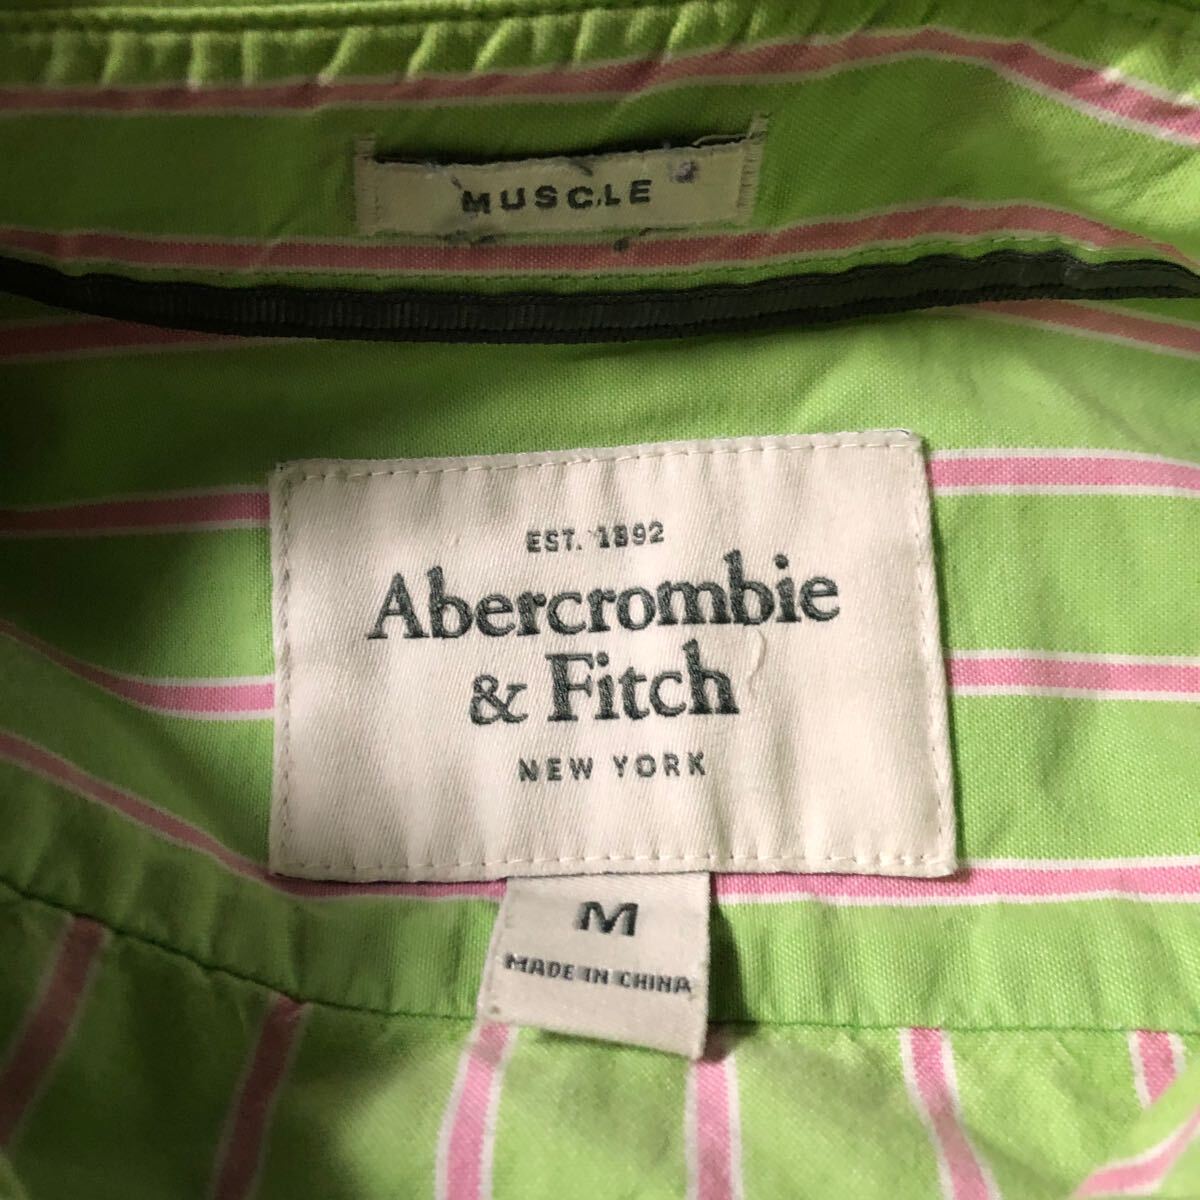 MUSCLE
EST. 1892
Abercrombie
& Fitch
NEW YORK
M
MADE IN CHINA